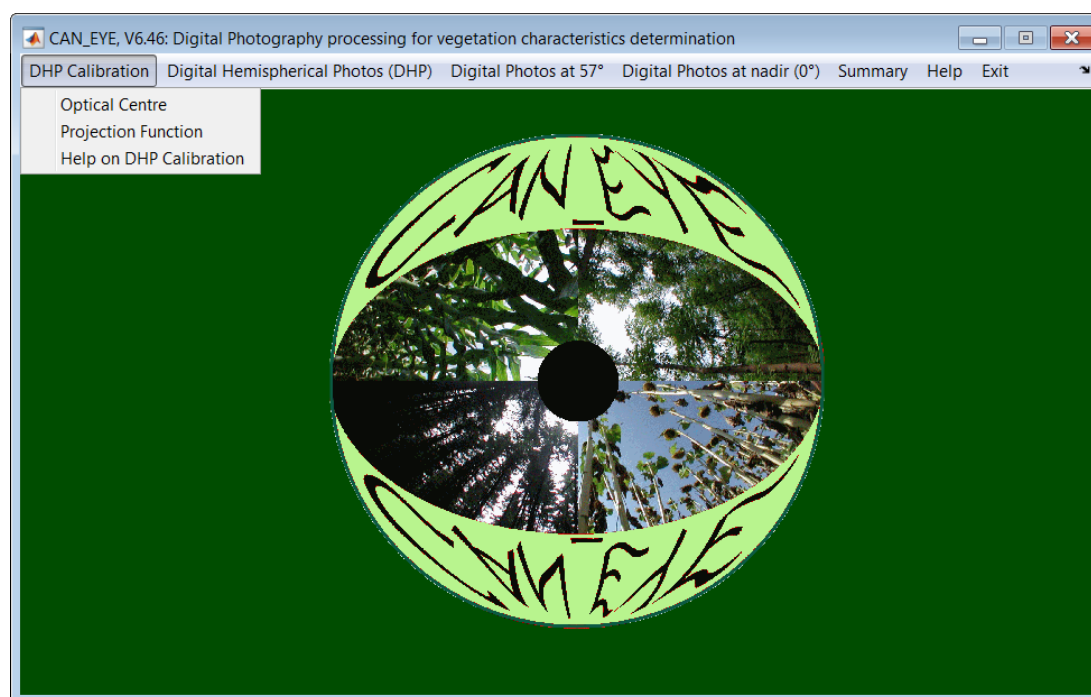 CAN_EYE, V6.46: Digital Photography processing for vegetation characteristics determination
DHP Calibration Digital Hemispherical Photos (DHP) Digital Photos at 57° Digital Photos at nadir (0°) Summary Help Exit
Optical Centre
Projection Function
Help on DHP Calibration
CAN_EYE
CAN_EYE